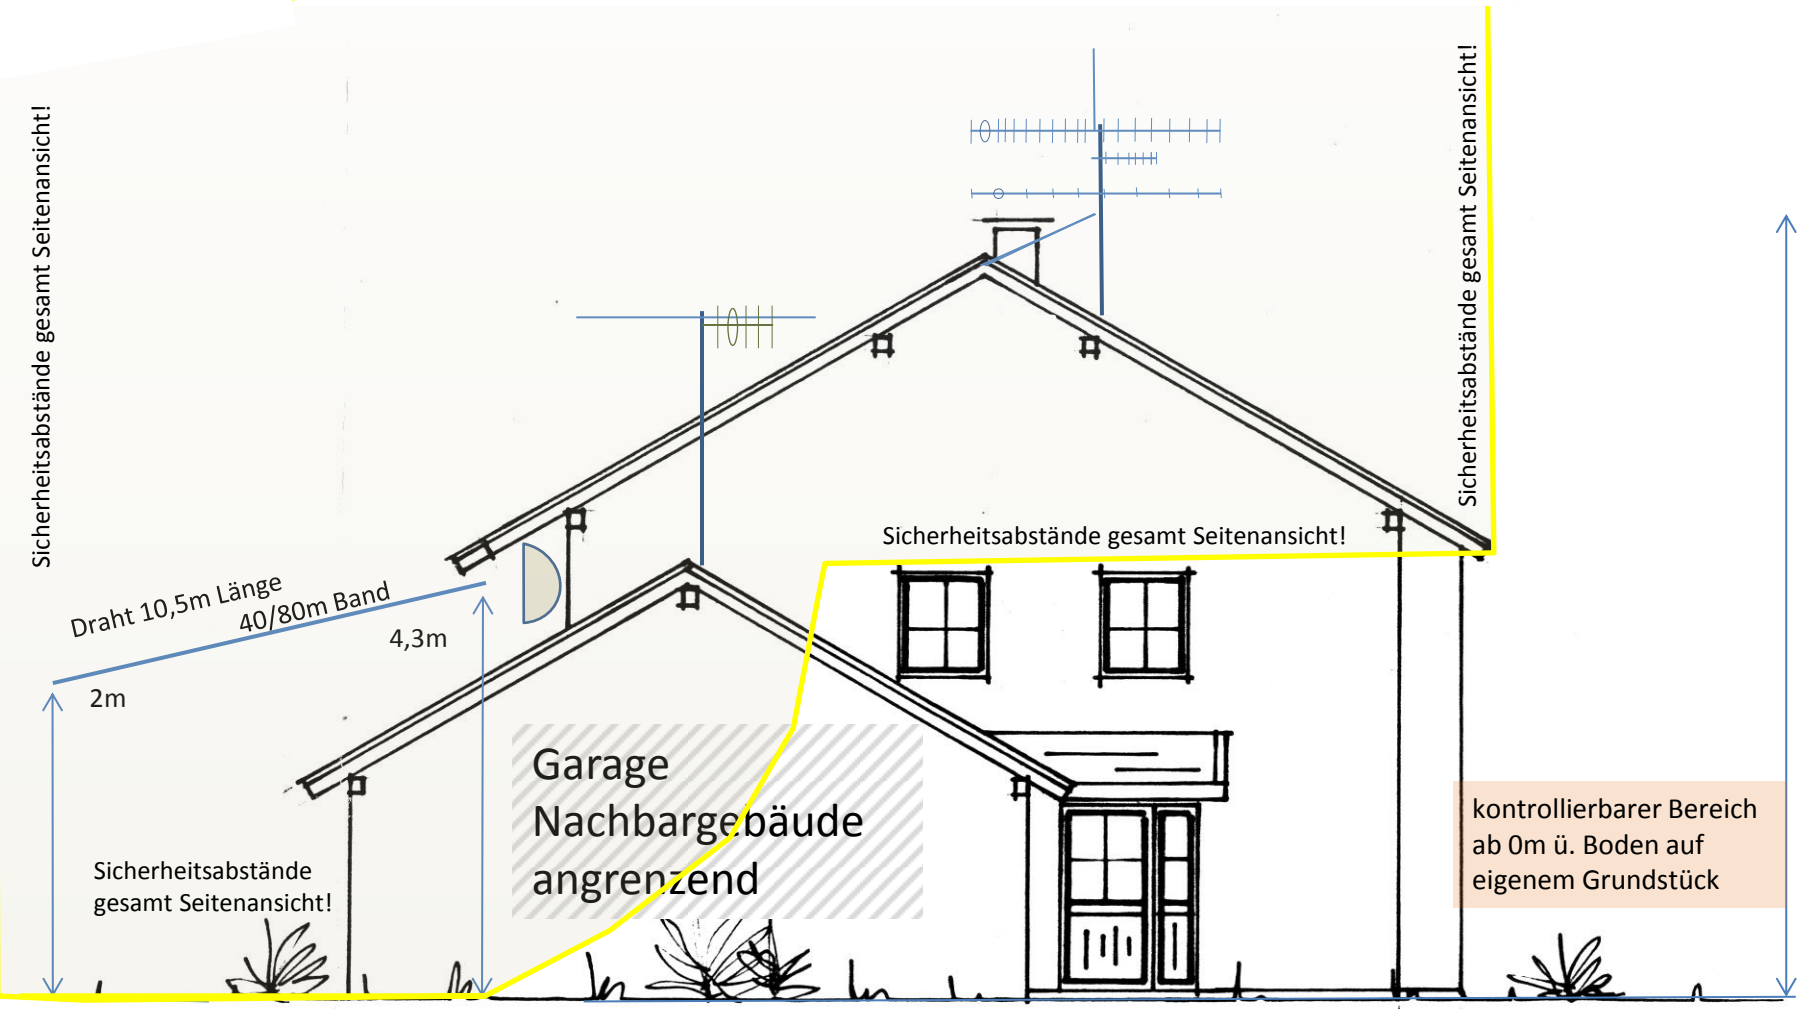 Sicherheitsabstände gesamt Seitenansicht!
Sicherheitsabstände gesamt Seitenansicht!
Sicherheitsabstände gesamt Seitenansicht!
Draht 10,5m Länge
40/80m Band
4,3m
2m
Garage
Nachbargebäude
angrenzend
Sicherheitsabstände
gesamt Seitenansicht!
kontrollierbarer Bereich
ab 0m ü. Boden auf
eigenem Grundstück